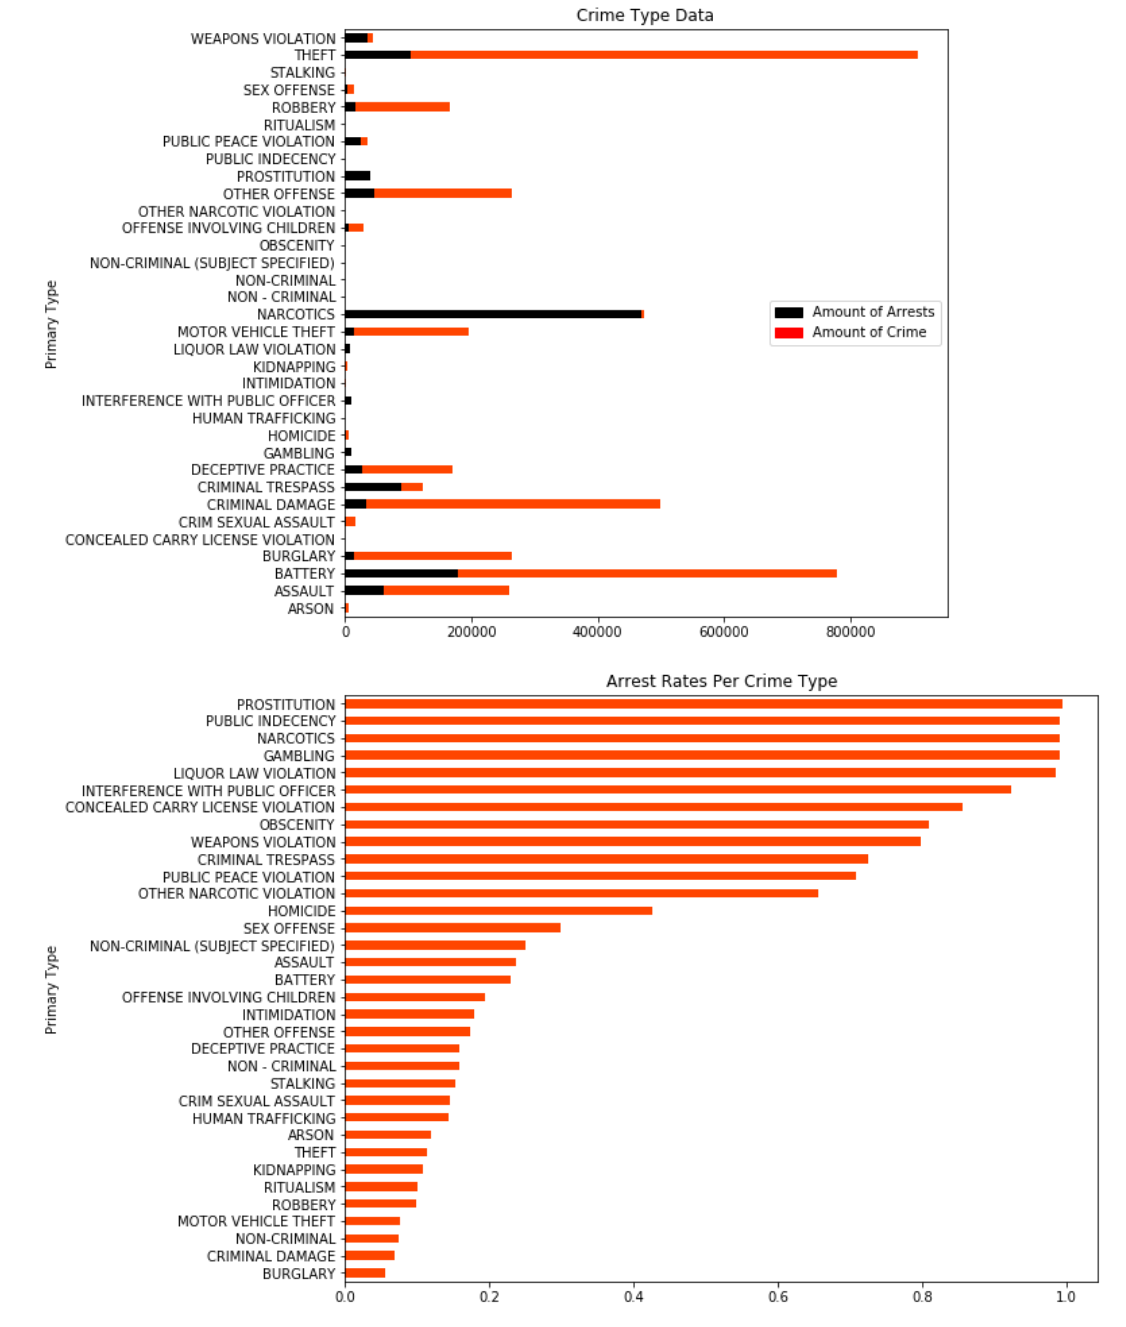 Crime Type Data
WEAPONS VIOLATION
THEFT
STALKING
SEX OFFENSE
ROBBERY
RITUALISM
PUBLIC PEACE VIOLATION
PUBLIC INDECENCY
PROSTITUTION
OTHER OFFENSE
OTHER NARCOTIC VIOLATION
OFFENSE INVOLVING CHILDREN
OBSCENITY
NON-CRIMINAL (SUBJECT SPECIFIED)
NON-CRIMINAL
NON - CRIMINAL
NARCOTICS
MOTOR VEHICLE THEFT
LIQUOR LAW VIOLATION
KIDNAPPING
INTIMIDATION
INTERFERENCE WITH PUBLIC OFFICER
HUMAN TRAFFICKING
HOMICIDE
GAMBLING
DECEPTIVE PRACTICE
CRIMINAL TRESPASS
CRIMINAL DAMAGE
CRIM SEXUAL ASSAULT
CONCEALED CARRY LICENSE VIOLATION
BURGLARY
BATTERY
ASSAULT
ARSON
Primary Type
Amount of Arrests
Amount of Crime
0 200000 400000 600000 800000
Arrest Rates Per Crime Type
PROSTITUTION
PUBLIC INDECENCY
NARCOTICS
GAMBLING
LIQUOR LAW VIOLATION
INTERFERENCE WITH PUBLIC OFFICER
CONCEALED CARRY LICENSE VIOLATION
OBSCENITY
WEAPONS VIOLATION
CRIMINAL TRESPASS
PUBLIC PEACE VIOLATION
OTHER NARCOTIC VIOLATION
HOMICIDE
SEX OFFENSE
NON-CRIMINAL (SUBJECT SPECIFIED)
ASSAULT
BATTERY
OFFENSE INVOLVING CHILDREN
INTIMIDATION
OTHER OFFENSE
DECEPTIVE PRACTICE
NON - CRIMINAL
STALKING
CRIM SEXUAL ASSAULT
HUMAN TRAFFICKING
ARSON
THEFT
KIDNAPPING
RITUALISM
ROBBERY
MOTOR VEHICLE THEFT
NON-CRIMINAL
CRIMINAL DAMAGE
BURGLARY
Primary Type
0.0 0.2 0.4 0.6 0.8 1.0